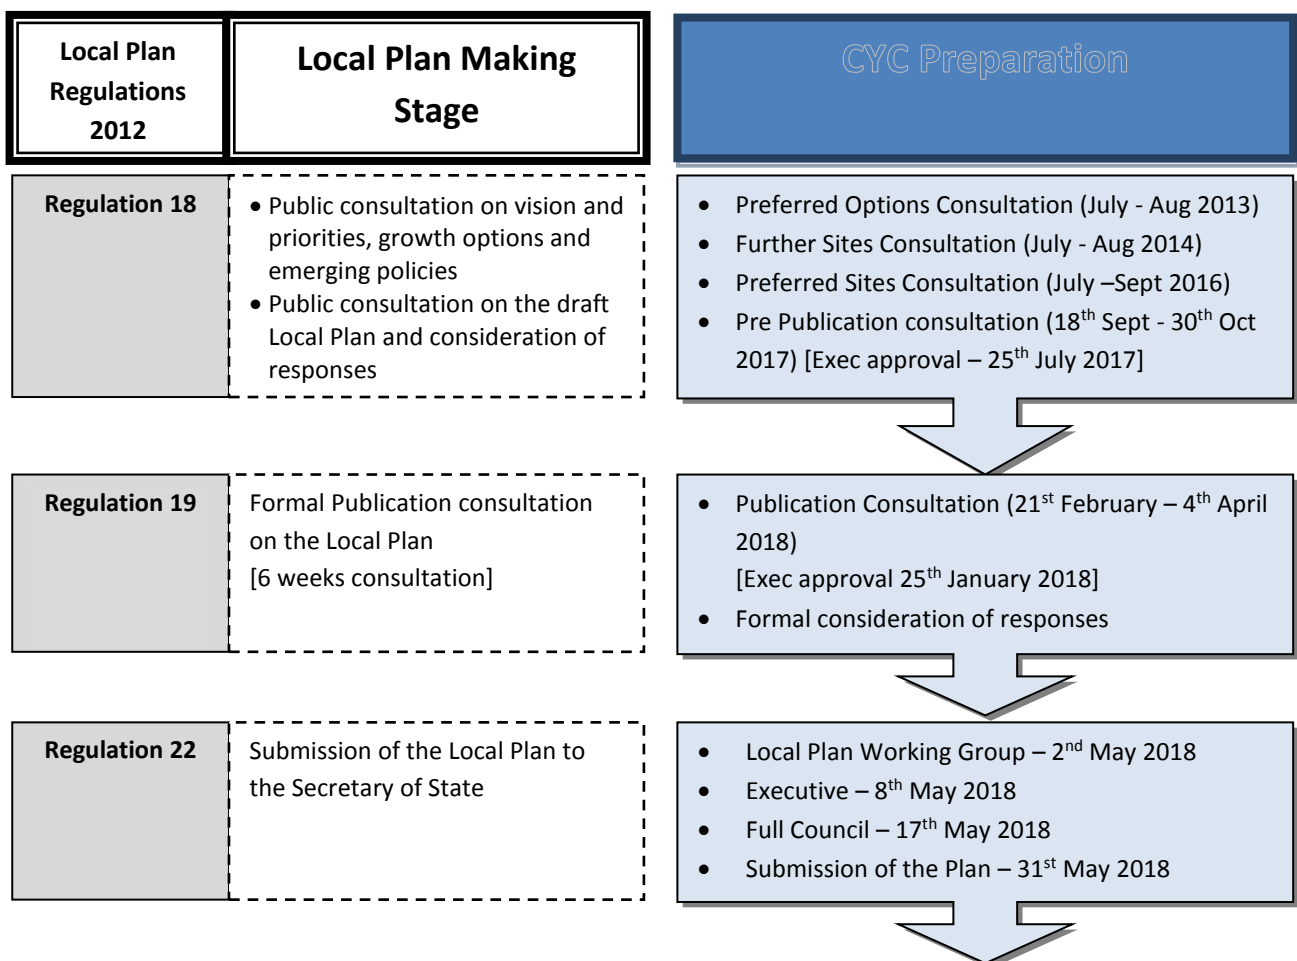 Local Plan
Regulations
2012
Local Plan Making
Stage
CYC Preparation
Regulation 18
• Public consultation on vision and
priorities, growth options and
emerging policies
• Public consultation on the draft
Local Plan and consideration of
responses
• Preferred Options Consultation (July - Aug 2013)
• Further Sites Consultation (July - Aug 2014)
• Preferred Sites Consultation (July –Sept 2016)
• Pre Publication consultation (18th Sept - 30th Oct
2017) [Exec approval – 25th July 2017]
Regulation 19
Formal Publication consultation
on the Local Plan
[6 weeks consultation]
• Publication Consultation (21st February – 4th April
2018)
[Exec approval 25th January 2018]
• Formal consideration of responses
Regulation 22
Submission of the Local Plan to
the Secretary of State
• Local Plan Working Group – 2nd May 2018
• Executive – 8th May 2018
• Full Council – 17th May 2018
• Submission of the Plan – 31st May 2018